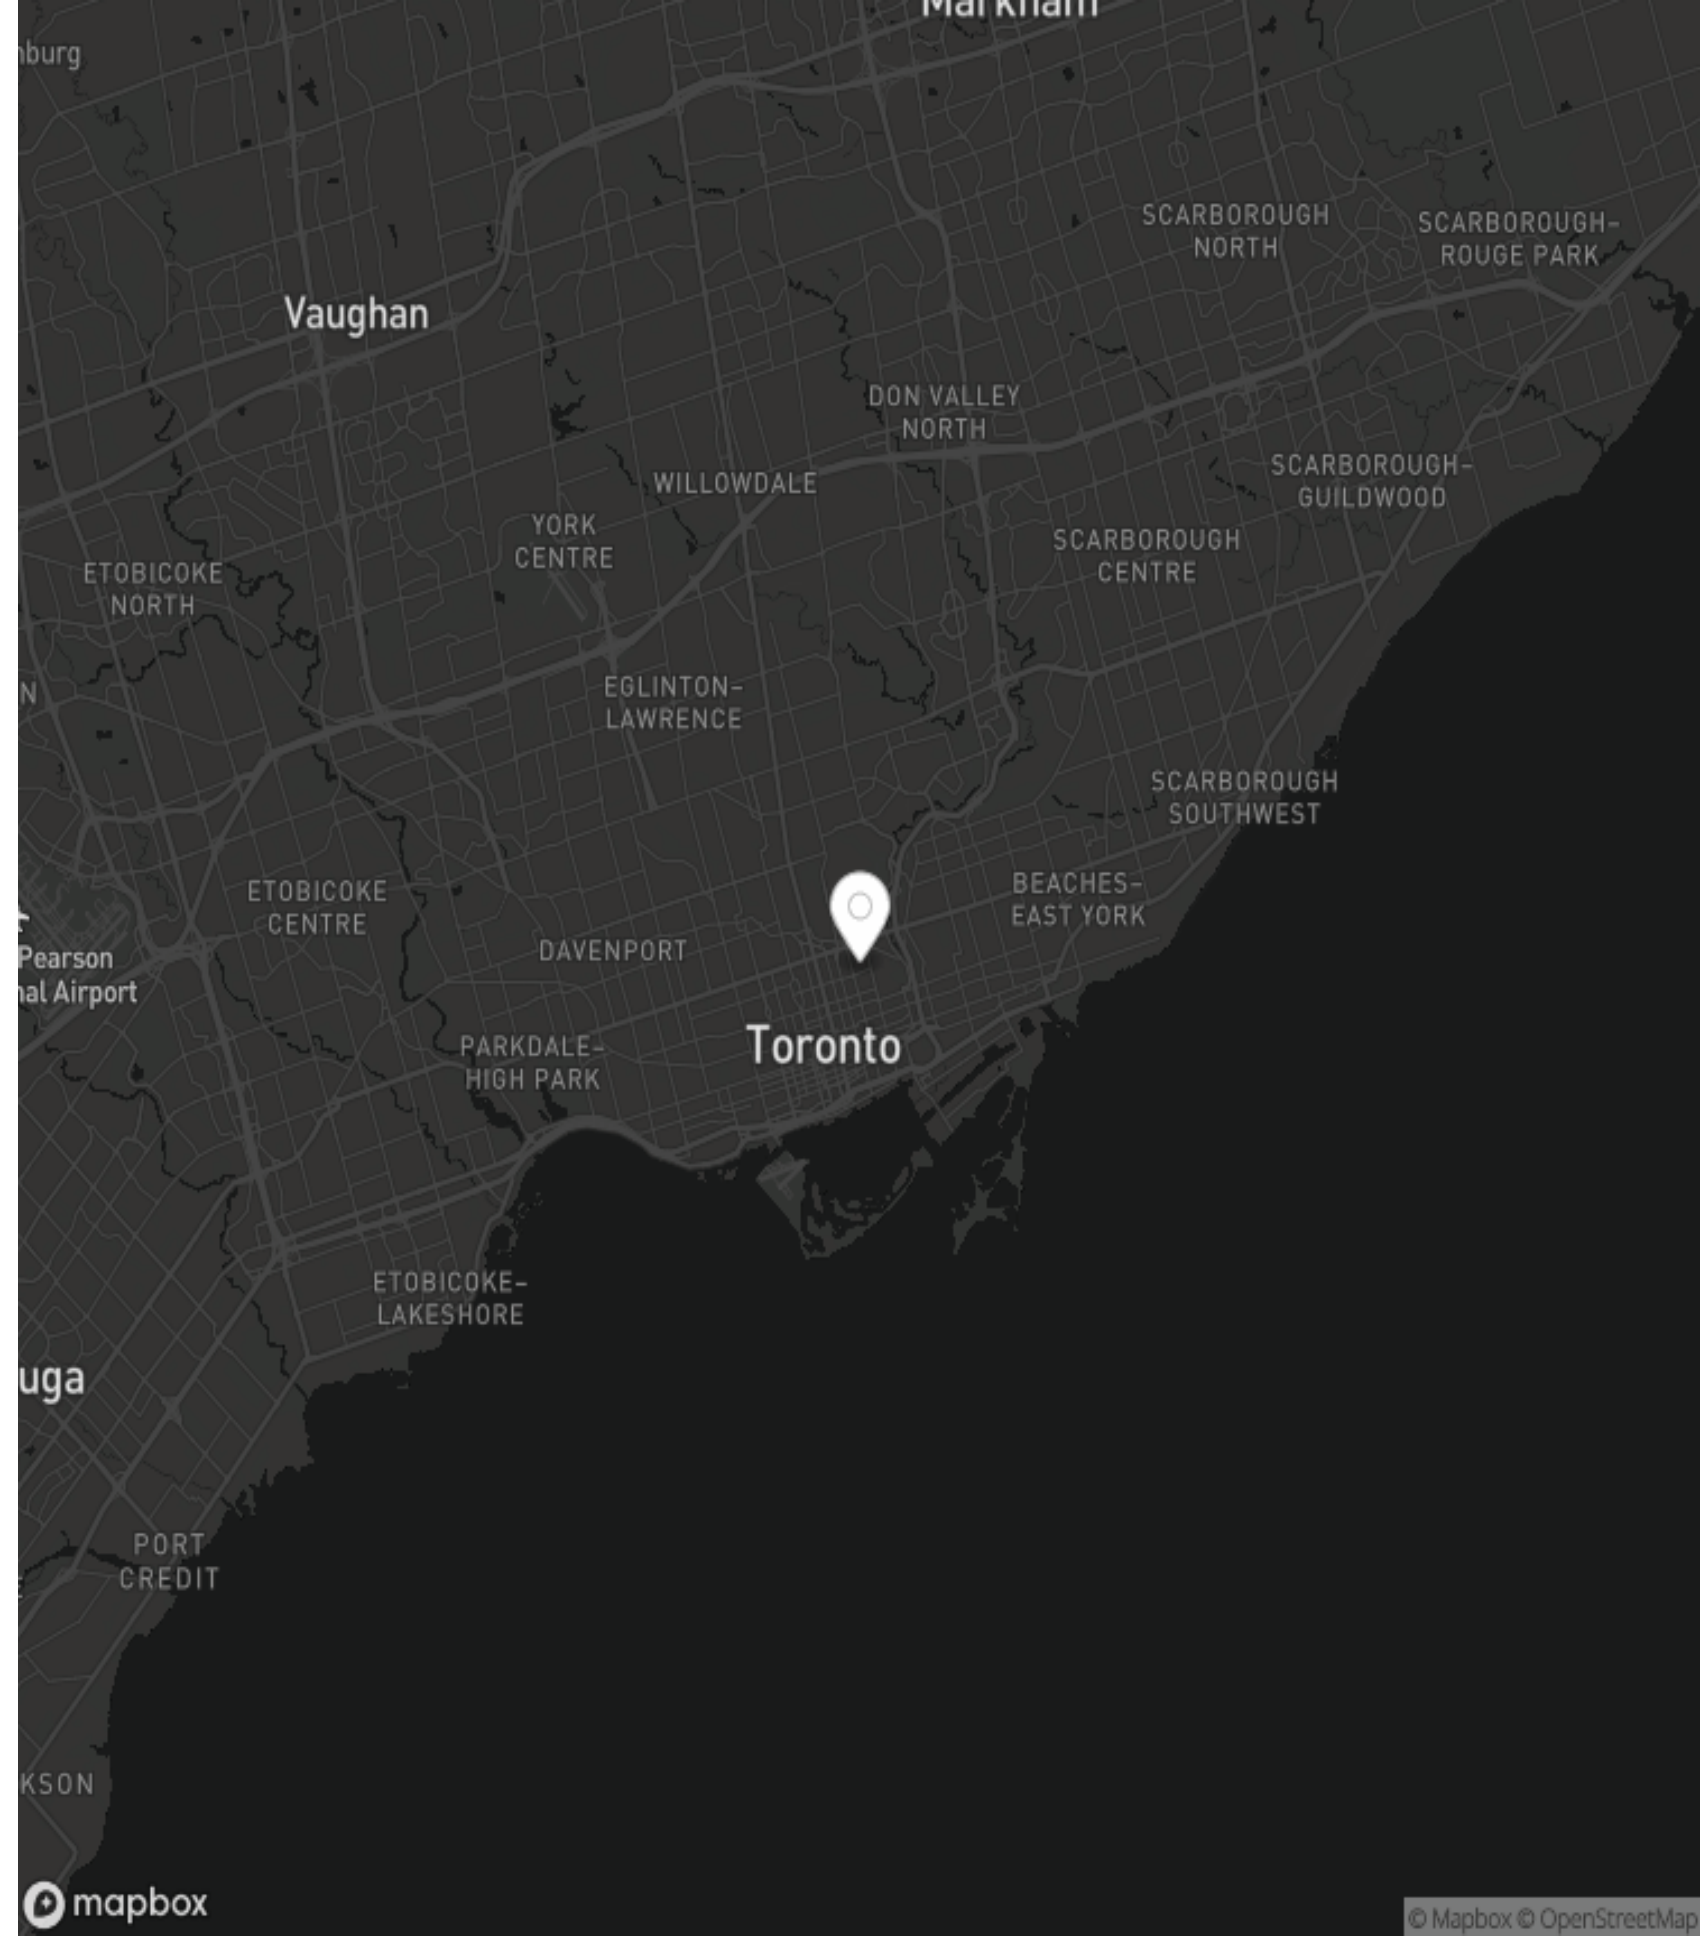 Markham
burg
SCARBOROUGH
NORTH
SCARBOROUGH-
ROUGE PARK
Vaughan
DON VALLEY
NORTH
WILLOWDALE
SCARBOROUGH-
GUILDWOOD
YORK
CENTRE
SCARBOROUGH
CENTRE
ETOBICOKE
NORTH
N
EGLINTON-
LAWRENCE
SCARBOROUGH
SOUTHWEST
ETOBICOKE
CENTRE
BEACHES-
EAST YORK
DAVENPORT
Pearson
nal Airport
Toronto
PARKDALE-
HIGH PARK
ETOBICOKE-
LAKESHORE
uga
PORT
CREDIT
KSON
mapbox
© Mapbox © OpenStreetMap